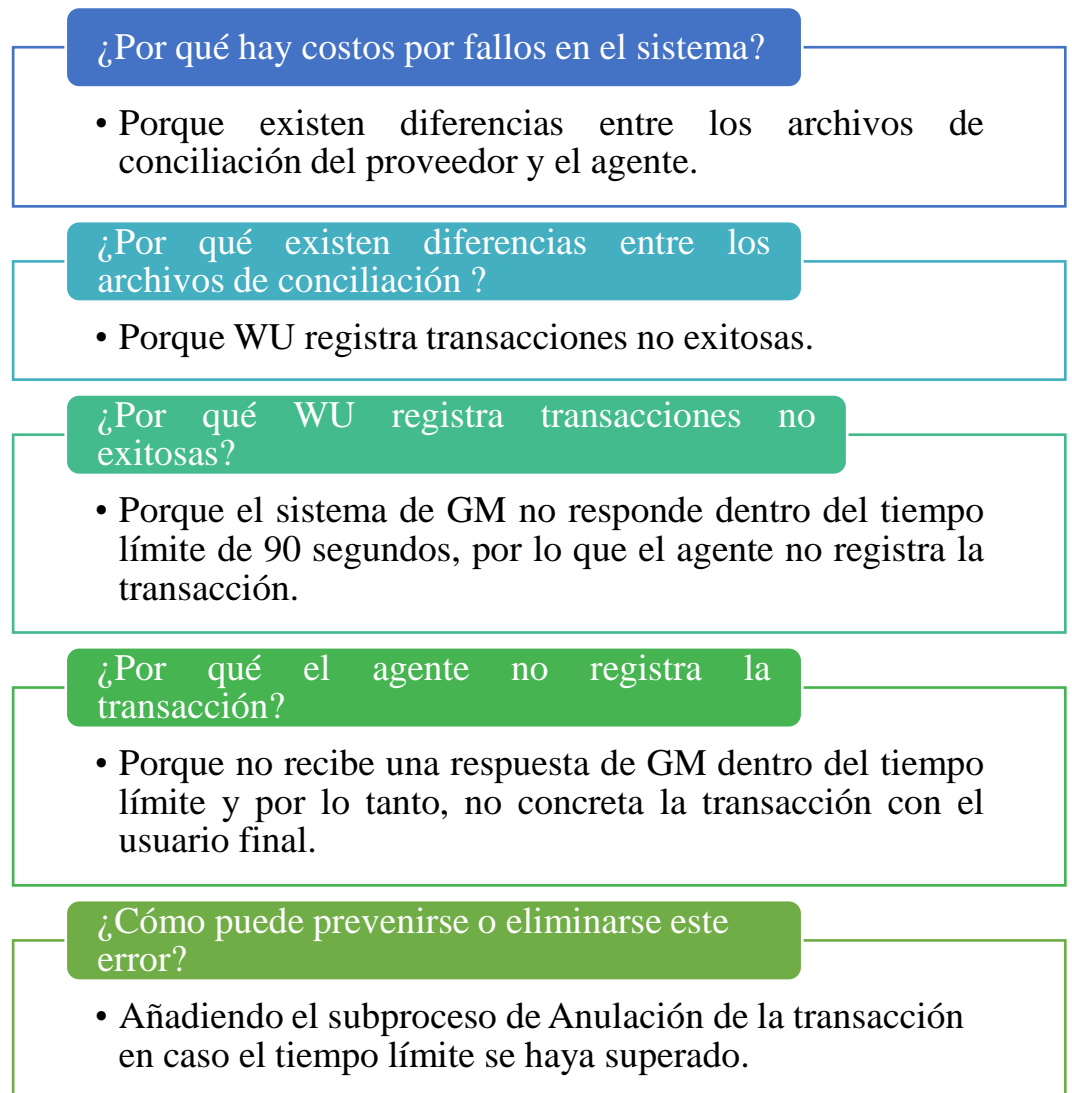 ¿Por qué hay costos por fallos en el sistema?
• Porque existen diferencias entre los archivos de
conciliación del proveedor y el agente.
¿Por qué existen diferencias entre los
archivos de conciliación ?
• Porque WU registra transacciones no exitosas.
¿Por qué WU registra transacciones no
exitosas?
• Porque el sistema de GM no responde dentro del tiempo
límite de 90 segundos, por lo que el agente no registra la
transacción.
¿Por qué el agente no registra la
transacción?
• Porque no recibe una respuesta de GM dentro del tiempo
límite y por lo tanto, no concreta la transacción con el
usuario final.
¿Cómo puede prevenirse o eliminarse este
error?
• Añadiendo el subproceso de Anulación de la transacción
en caso el tiempo límite se haya superado.